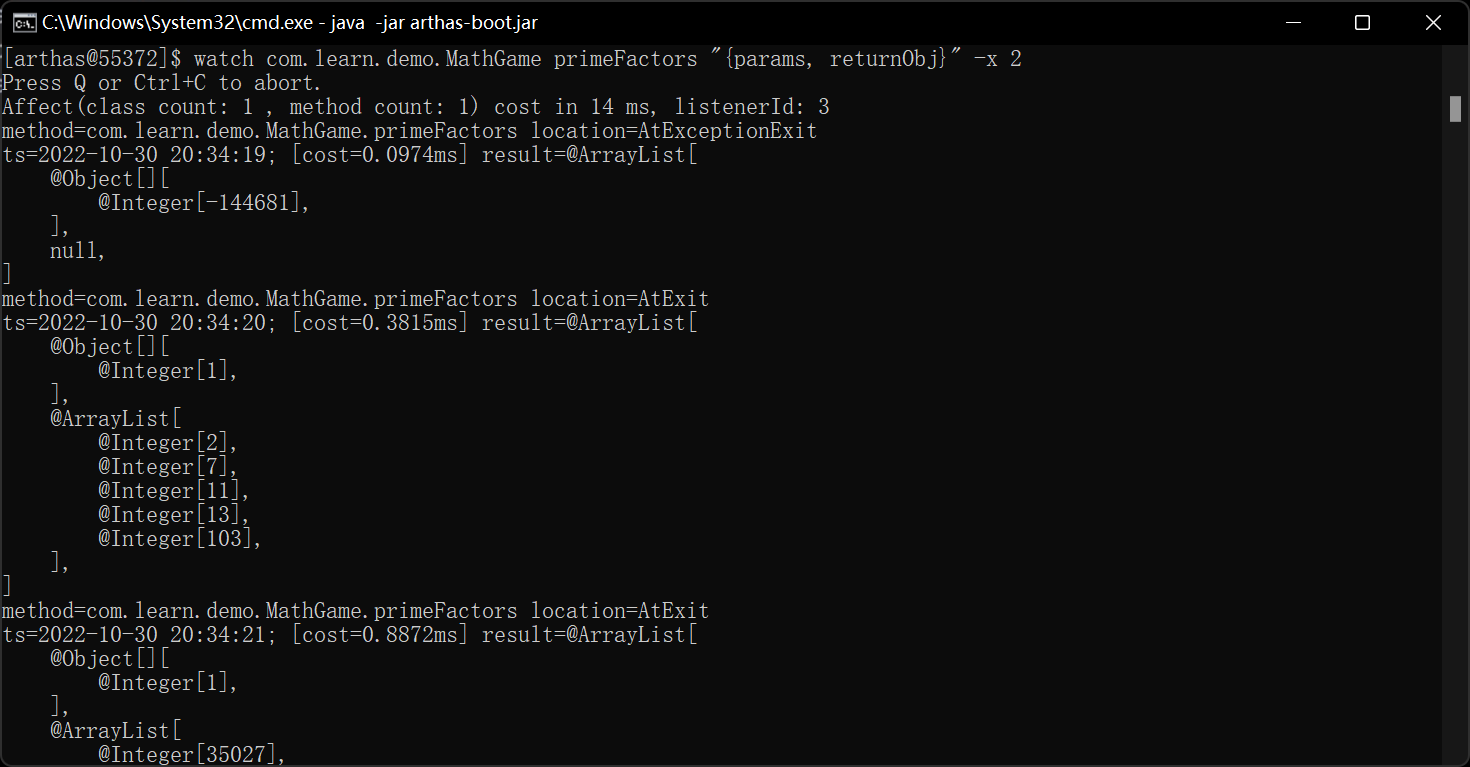 C:\Windows\System32\cmd.exe - java  -jar arthas-boot.jar
[arthas@55372]$ watch com.learn.demo.MathGame primeFactors "{params, returnObj}" -x 2
Press Q or Ctrl+C to abort.
Affect(class count: 1 , method count: 1) cost in 14 ms, listenerId: 3
method=com.learn.demo.MathGame.primeFactors location=AtExceptionExit
ts=2022-10-30 20:34:19; [cost=0.0974ms] result=@ArrayList[
    @Object[][
        @Integer[-144681],
    ],
    null,
]
method=com.learn.demo.MathGame.primeFactors location=AtExit
ts=2022-10-30 20:34:20; [cost=0.3815ms] result=@ArrayList[
    @Object[][
        @Integer[1],
    ],
    @ArrayList[
        @Integer[2],
        @Integer[7],
        @Integer[11],
        @Integer[13],
        @Integer[103],
    ],
]
method=com.learn.demo.MathGame.primeFactors location=AtExit
ts=2022-10-30 20:34:21; [cost=0.8872ms] result=@ArrayList[
    @Object[][
        @Integer[1],
    ],
    @ArrayList[
        @Integer[35027],